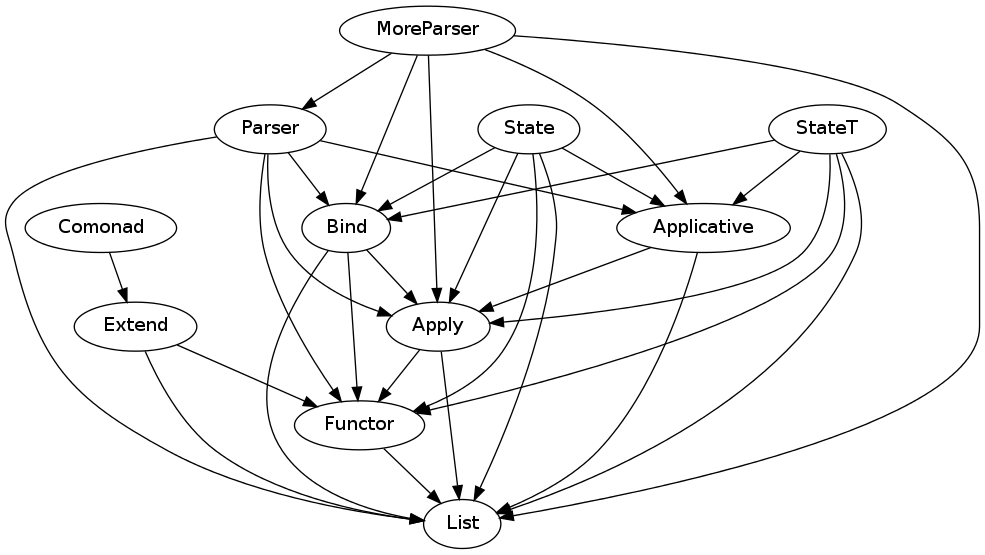 MoreParser
Parser
State
StateT
Comonad
Bind
Applicative
Extend
Apply
Functor
List